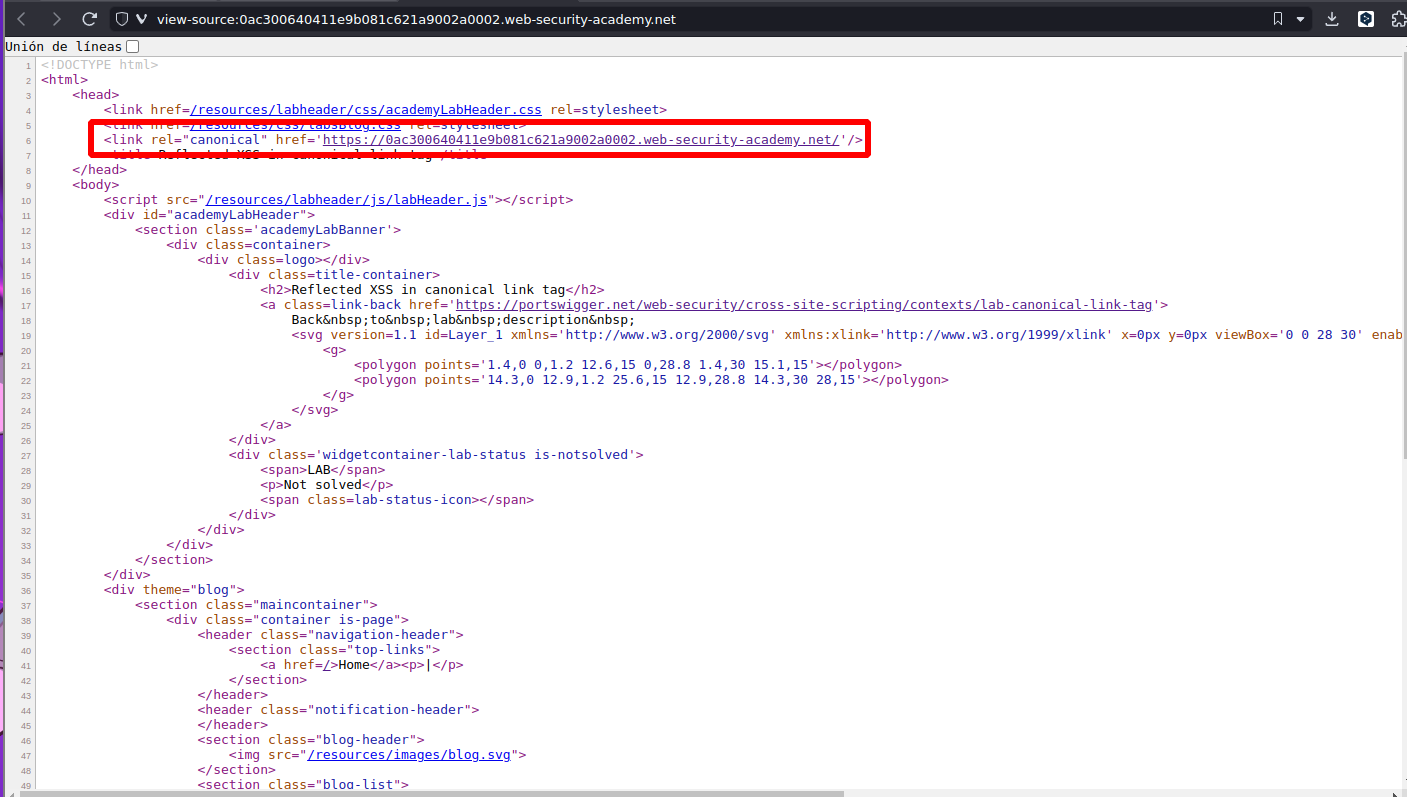 view-source:0ac300640411e9b081c621a9002a0002.web-security-academy.net
Unión de líneas
1 <!DOCTYPE html>
2 <html>
3 <head>
4 <link href=/resources/labheader/css/academyLabHeader.css rel=stylesheet>
5 <link href=/resources/css/labsBlog.css rel=stylesheet>
6 <link rel="canonical" href='https://0ac300640411e9b081c621a9002a0002.web-security-academy.net/'/>
7 <title>Reflected XSS in canonical link tag</title>
8 </head>
9 <body>
10 <script src="/resources/labheader/js/labHeader.js"></script>
11 <div id="academyLabHeader">
12 <section class='academyLabBanner'>
13 <div class=container>
14 <div class=logo></div>
15 <div class=title-container>
16 <h2>Reflected XSS in canonical link tag</h2>
17 <a class=link-back href='https://portswigger.net/web-security/cross-site-scripting/contexts/lab-canonical-link-tag'>
18 Back&nbsp;to&nbsp;lab&nbsp;description&nbsp;
19 <svg version=1.1 id=Layer_1 xmlns='http://www.w3.org/2000/svg' xmlns:xlink='http://www.w3.org/1999/xlink' x=0px y=0px viewBox='0 0 28 30' enab
20 <g>
21 <polygon points='1.4,0 0,1.2 12.6,15 0,28.8 1.4,30 15.1,15'></polygon>
22 <polygon points='14.3,0 12.9,1.2 25.6,15 12.9,28.8 14.3,30 28,15'></polygon>
23 </g>
24 </svg>
25 </a>
26 </div>
27 <div class='widgetcontainer-lab-status is-notsolved'>
28 <span>LAB</span>
29 <p>Not solved</p>
30 <span class=lab-status-icon></span>
31 </div>
32 </div>
33 </div>
34 </section>
35 </div>
36 <div theme="blog">
37 <section class="maincontainer">
38 <div class="container is-page">
39 <header class="navigation-header">
40 <section class="top-links">
41 <a href=/>Home</a><p>|</p>
42 </section>
43 </header>
44 <header class="notification-header">
45 </header>
46 <section class="blog-header">
47 <img src="/resources/images/blog.svg">
48 </section>
49 <section class="blog-list">